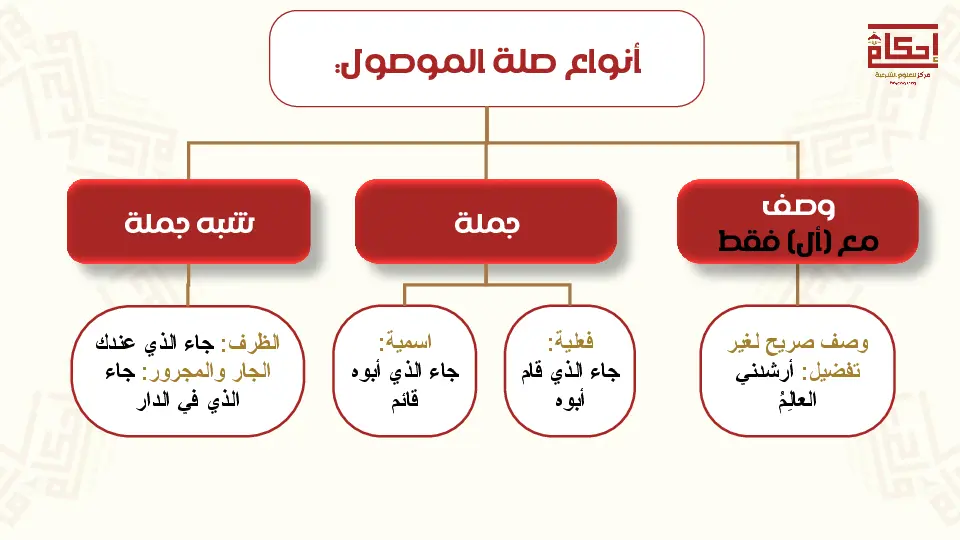 أنواع صلة الموصول:
إحكام
مركز للعلوم الشرعية
وصف
مع (أل) فقط
جملة
شبه جملة
وصف صريح لغير
تفضيل: أرشدني
العالِمُ
فعلية:
جاء الذي قام
أبوه
اسمية:
جاء الذي أبوه
قائم
الظرف: جاء الذي عندك
الجار والمجرور: جاء
الذي في الدار